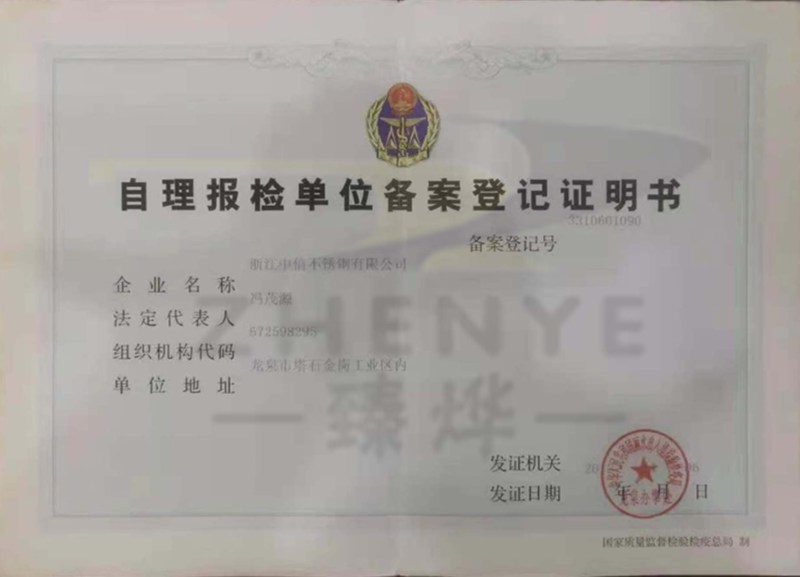 自理报检单位备案登记证明书
3310601090
备案登记号
浙江中信不锈钢有限公司
企业名称
冯茂源
法定代表人
672598295
组织机构代码
龙泉市塔石金岗工业区内
单位地址
ZHENYE
臻烨
发证机关
发证日期 年 月 日
国家质量监督检验检疫总局 制